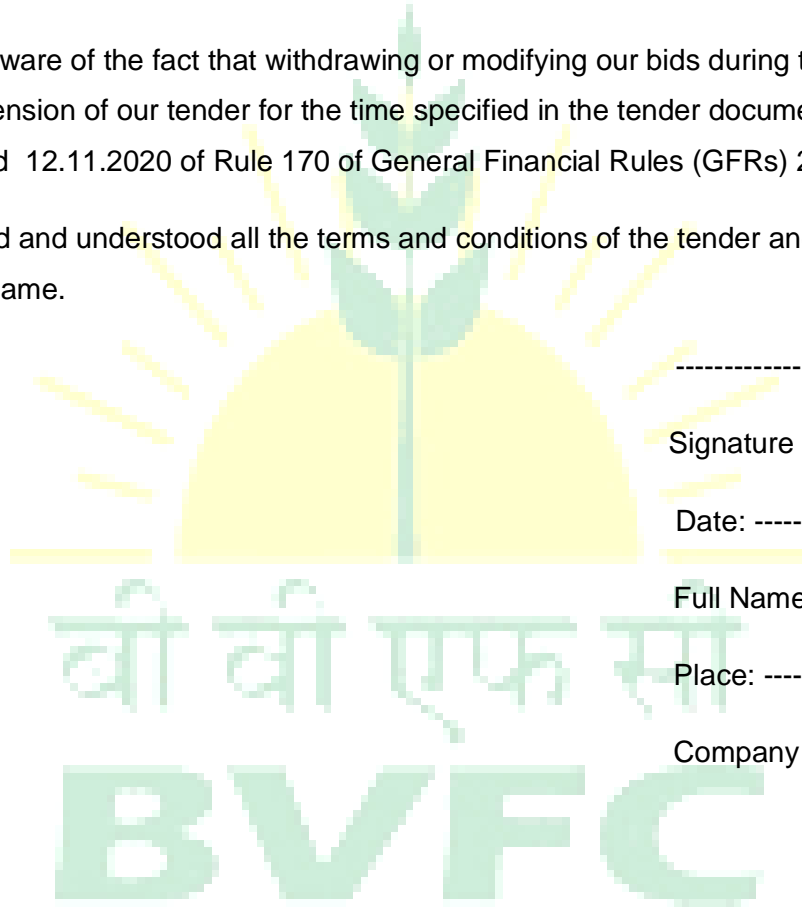 ware of the fact that withdrawing or modifying our bids during t
ension of our tender for the time specified in the tender docume
d 12.11.2020 of Rule 170 of General Financial Rules (GFRs) 2
d and understood all the terms and conditions of the tender an
ame.
-------------
Signature
Date: -----
Full Name
Place: ----
Company
बी वी एफ सी
BVFC